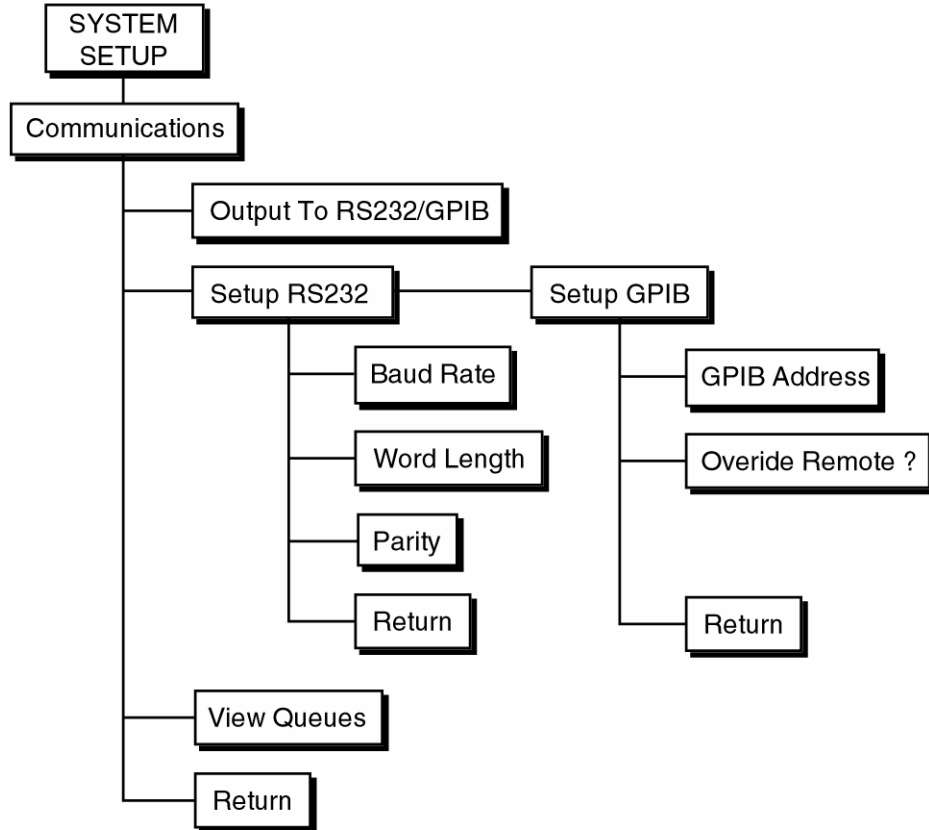 SYSTEM
SETUP
Communications
Output To RS232/GPIB
Setup RS232
Setup GPIB
Baud Rate
GPIB Address
Word Length
Overide Remote ?
Parity
Return
Return
View Queues
Return